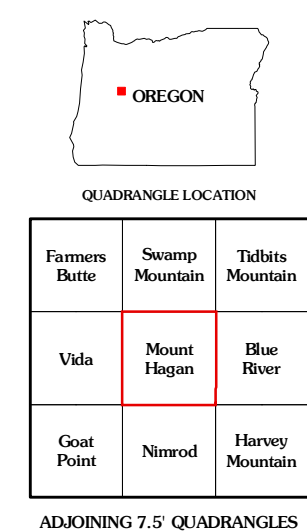 OREGON
QUADRANGLE LOCATION
Farmers Butte
Swamp Mountain
Tidbits Mountain
Vida
Mount Hagan
Blue River
Goat Point
Nimrod
Harvey Mountain
ADJOINING 7.5' QUADRANGLES